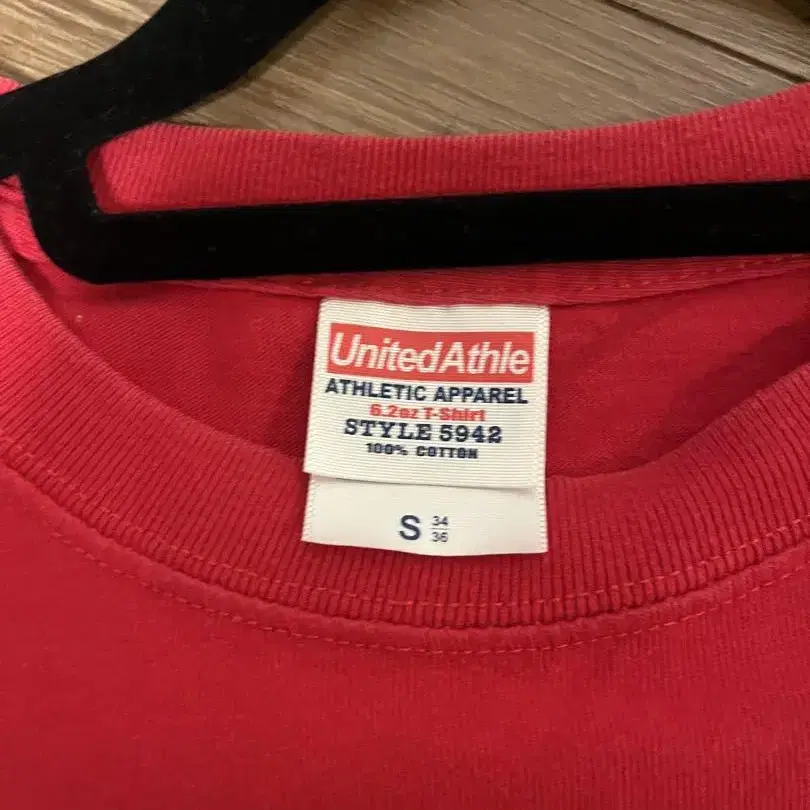 UnitedAthle
ATHLETIC APPAREL
6.2oz T-Shirt
STYLE 5942
100% COTTON
S 34
36